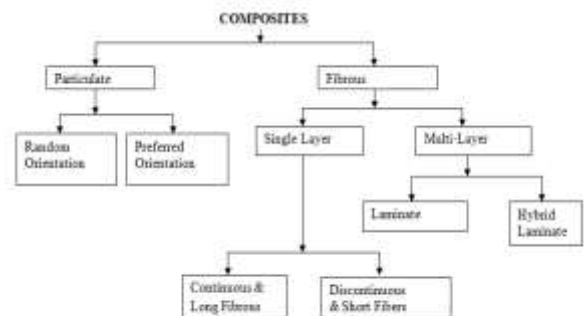 COMPOSITES
Particulate
Fibrous
Random
Orientation
Preferred
Orientation
Single Layer
Multi-Layer
Laminate
Hybrid
Laminate
Continuous &
Long Fibrous
Discontinuous
& Short Fibers